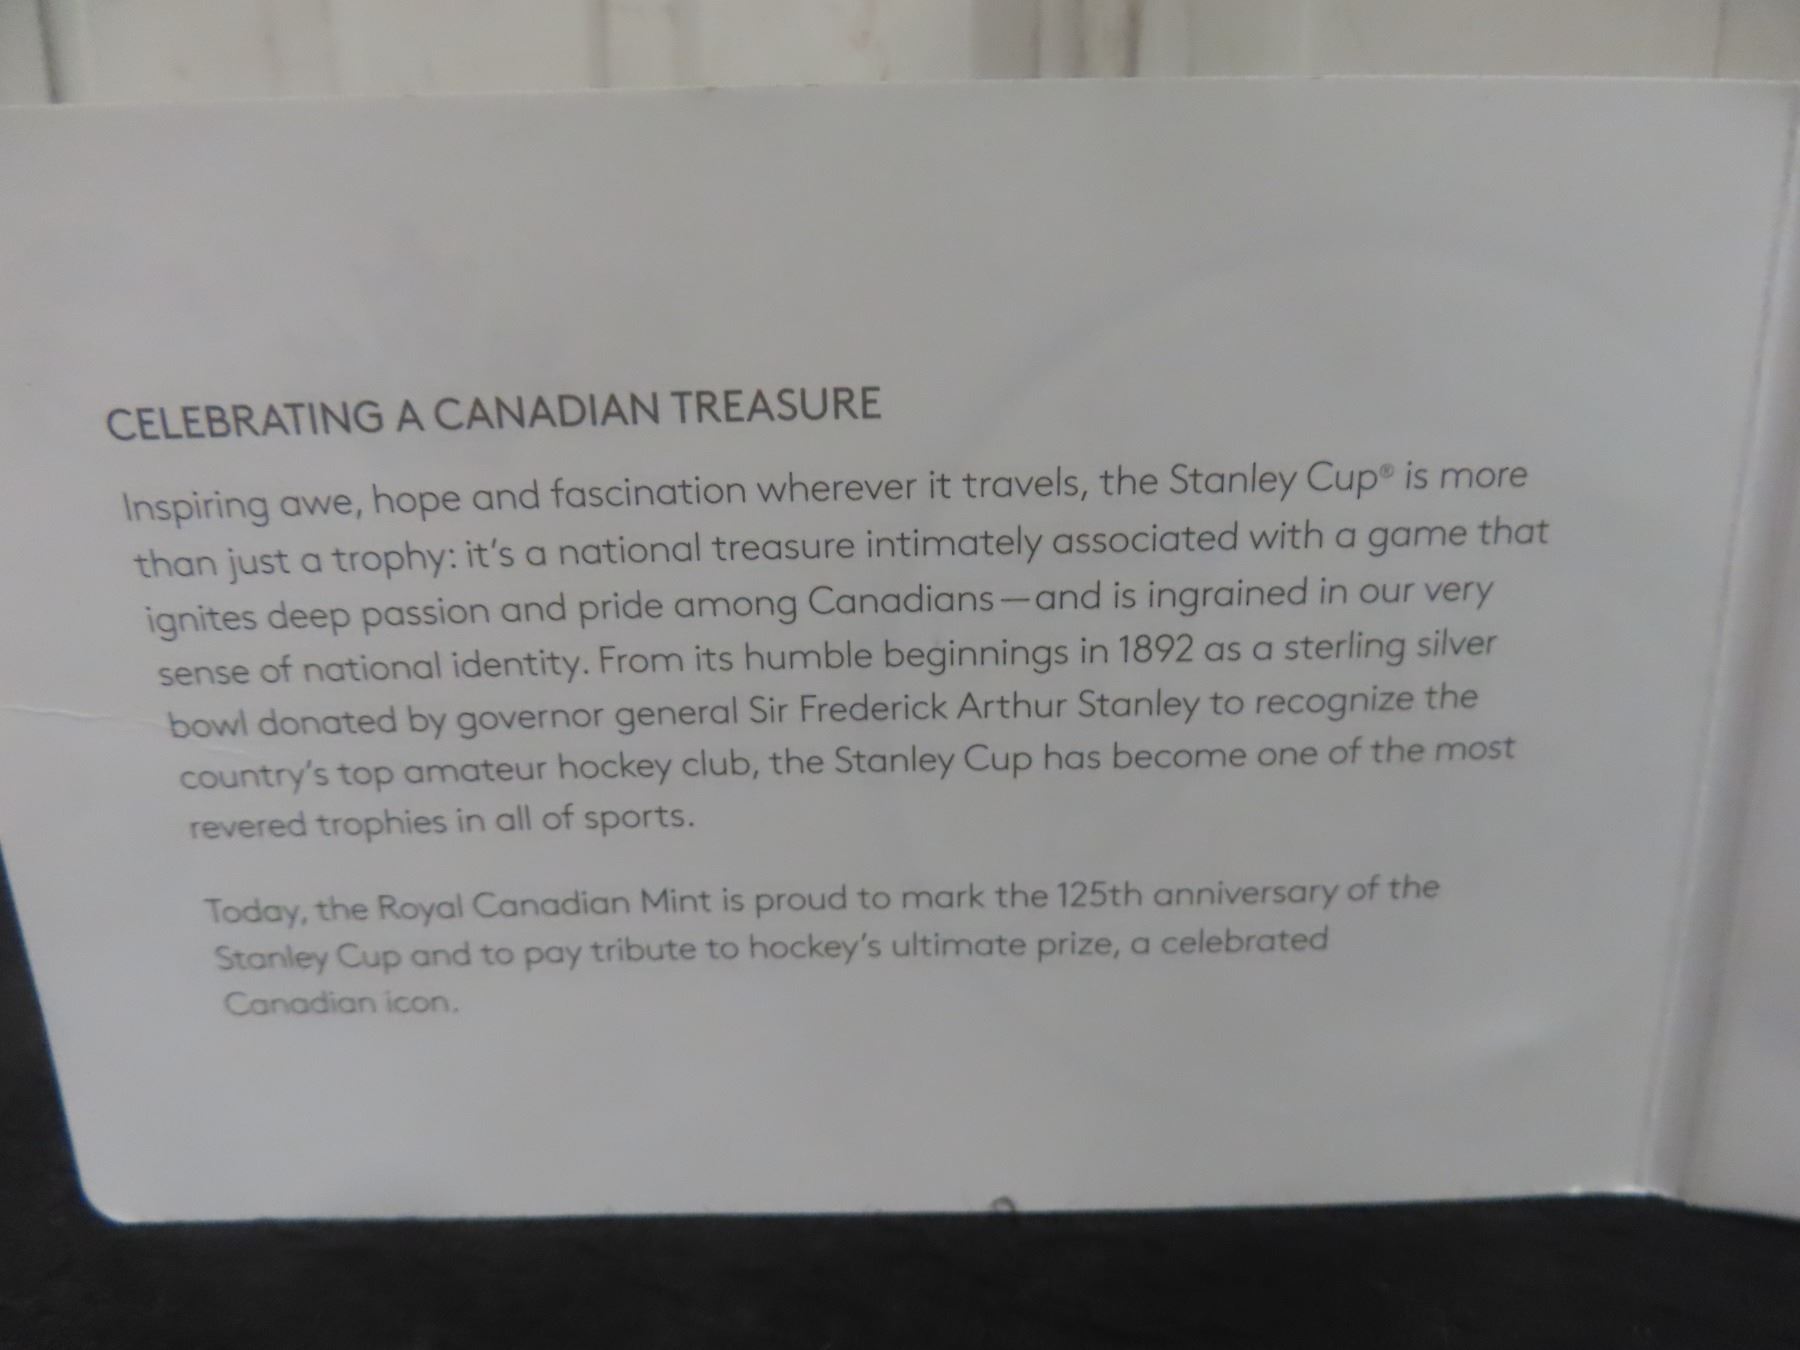 CELEBRATING A CANADIAN TREASURE
Inspiring awe, hope and fascination wherever it travels, the Stanley Cup® is more
than just a trophy: it's a national treasure intimately associated with a game that
ignites deep passion and pride among Canadians—and is ingrained in our very
sense of national identity. From its humble beginnings in 1892 as a sterling silver
bowl donated by governor general Sir Frederick Arthur Stanley to recognize the
country's top amateur hockey club, the Stanley Cup has become one of the most
revered trophies in all of sports.
Today, the Royal Canadian Mint is proud to mark the 125th anniversary of the
Stanley Cup and to pay tribute to hockey's ultimate prize, a celebrated
Canadian icon.